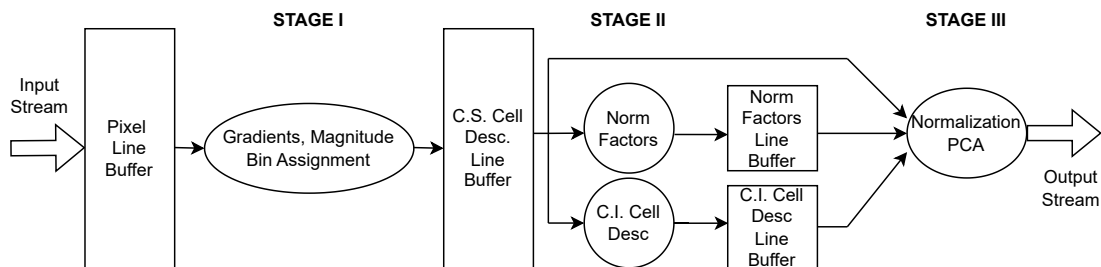 STAGE I
STAGE II
STAGE III
Input
Stream
Pixel
Line
Buffer
Gradients, Magnitude
Bin Assignment
C.S. Cell
Desc.
Line
Buffer
Norm
Factors
Norm
Factors
Line
Buffer
C.I. Cell
Desc
C.I. Cell
Desc
Line
Buffer
Normalization
PCA
Output
Stream